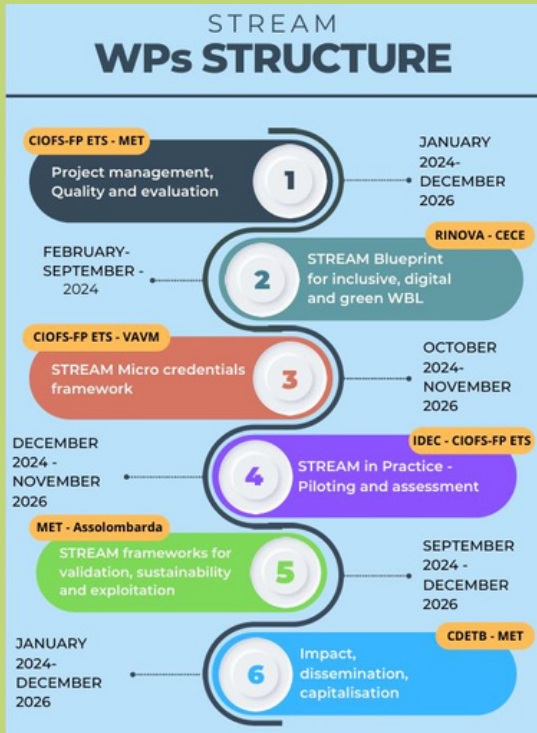 STREAM
WPs STRUCTURE
CIOFS-FP ETS - MET
Project management,
Quality and evaluation
1
JANUARY
2024-
DECEMBER
2026
RINOVA - CECE
FEBRUARY-
SEPTEMBER -
2024
2
STREAM Blueprint
for inclusive, digital
and green WBL
CIOFS-FP ETS - VAVM
STREAM Micro credentials
framework
3
OCTOBER
2024-
NOVEMBER
2026
IDEC - CIOFS-FP ETS
DECEMBER
2024 -
NOVEMBER
2026
4
STREAM in Practice -
Piloting and assessment
MET - Assolombarda
STREAM frameworks for
validation, sustainability
and exploitation
5
SEPTEMBER
2024 -
DECEMBER
2026
CDETB - MET
JANUARY
2024-
DECEMBER
2026
6
Impact,
dissemination,
capitalisation